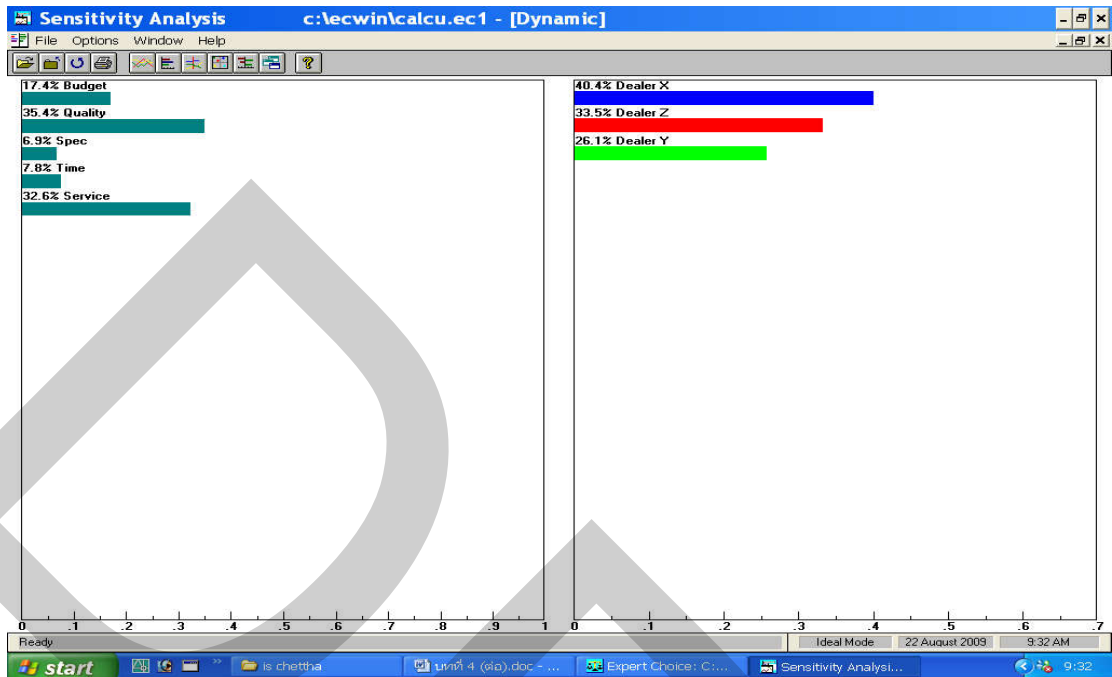 Sensitivity Analysis c:\ecwin\calcu.ec1 - [Dynamic]
File Options Window Help
17.4% Budget
35.4% Quality
6.9% Spec
7.8% Time
32.6% Service
0 .1 .2 .3 .4 .5 .6 .7 .8 .9 1
40.4% Dealer X
33.5% Dealer Z
26.1% Dealer Y
0 .1 .2 .3 .4 .5 .6 .7
Ready Ideal Mode 22 August 2009 9:32 AM
start is chettha บทที่ 4 (ต่อ).doc - ... Expert Choice: C:... Sensitivity Analysi... 9:32